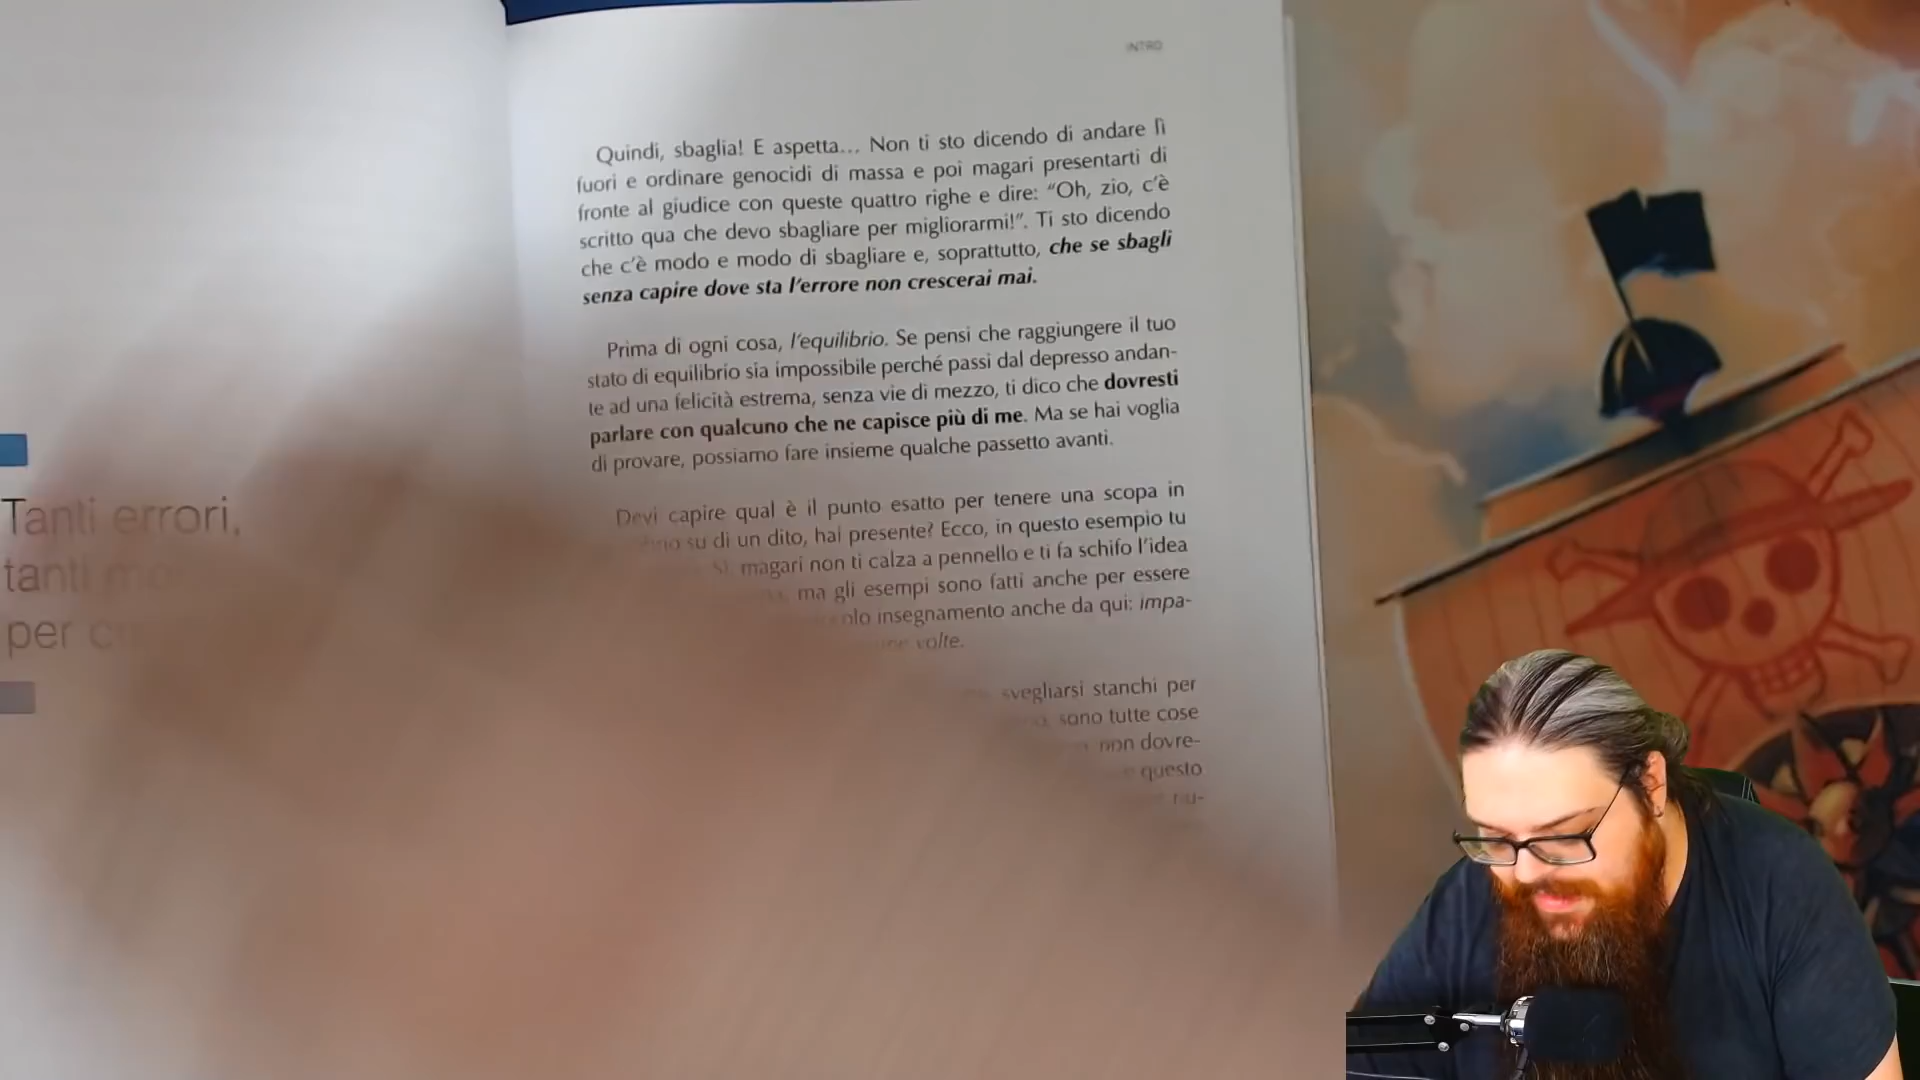 Tanti errori,
tanti
per
INTRO
Quindi, sbaglia! E aspetta... Non ti sto dicendo di andare lì
fuori e ordinare genocidi di massa e poi magari presentarti di
fronte al giudice con queste quattro righe e dire: “Oh, zio, c’è
scritto qua che devo sbagliare per migliorarmi!”. Ti sto dicendo
che c’è modo e modo di sbagliare e, soprattutto, che se sbagli
senza capire dove sta l’errore non crescerai mai.
Prima di ogni cosa, l’equilibrio. Se pensi che raggiungere il tuo
stato di equilibrio sia impossibile perché passi dal depresso andan-
te ad una felicità estrema, senza vie di mezzo, ti dico che dovresti
parlare con qualcuno che ne capisce più di me. Ma se hai voglia
di provare, possiamo fare insieme qualche passetto avanti.
Devi capire qual è il punto esatto per tenere una scopa in
su di un dito, hai presente? Ecco, in questo esempio tu
magari non ti calza a pennello e ti fa schifo l’idea
ma gli esempi sono fatti anche per essere
insegnamento anche da qui: impa-
volte.
svegliarsi stanchi per
sono tutte cose
non dovre-
questo